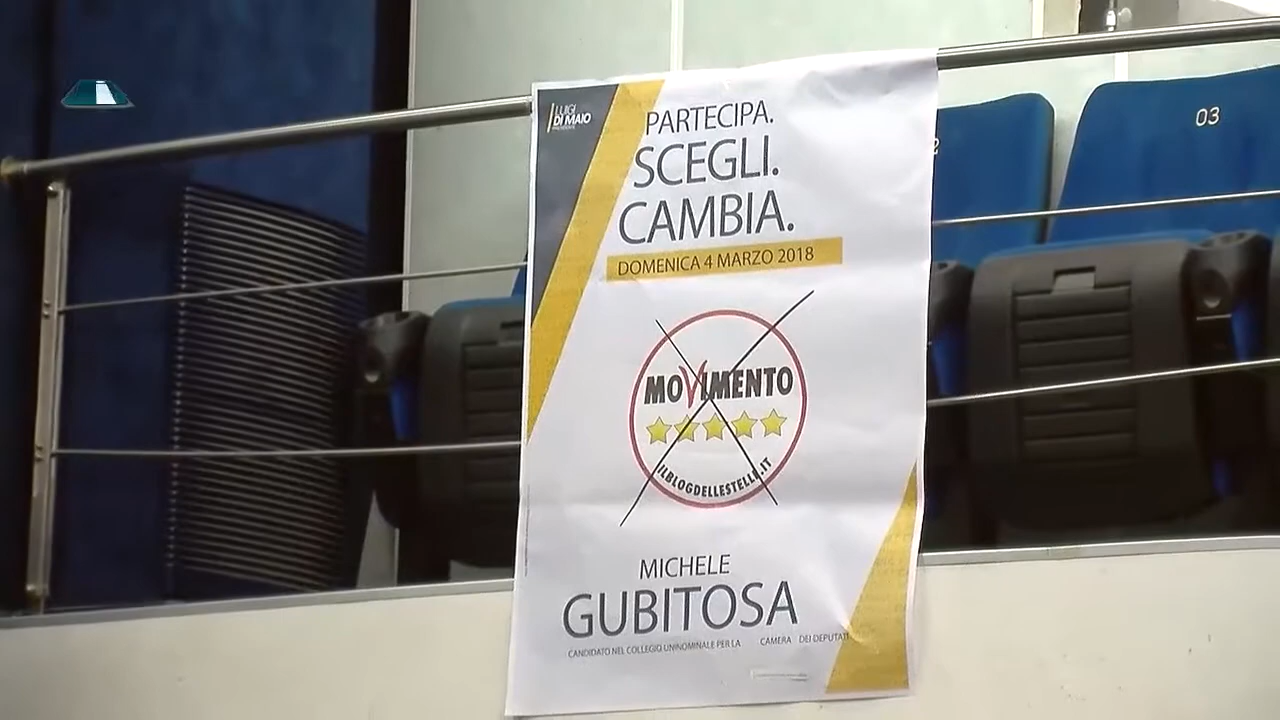 LUIGI
DI MAIO
PARTECIPA.
SCEGLI.
CAMBIA.
DOMENICA 4 MARZO 2018
03
2
MOVIMENTO
ILBLOGDELLESTELLE.IT
MICHELE
GUBITOSA
CANDIDATO NEL COLLEGIO UNINOMINALE PER LA CAMERA DEI DEPUTATI